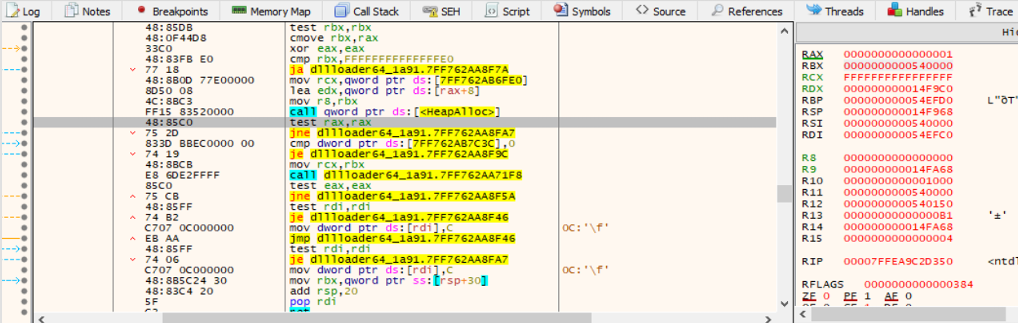 Log Notes Breakpoints Memory Map Call Stack SEH Script Symbols Source References Threads Handles Trace
48:85DB test rbx,rbx
48:0F44D8 cmove rbx,rax
33C0 xor eax,eax
48:83FB E0 cmp rbx,FFFFFFFFFFFFFFE0
77 18 ja dllloader64_1a91.7FF762AA8F7A
48:8B0D 77E00000 mov rcx,qword ptr ds:[7FF762AB6FE0]
8D50 08 lea edx,qword ptr ds:[rax+8]
4C:8BC3 mov r8,rbx
FF15 83520000 call qword ptr ds:[<HeapAlloc>]
48:85C0 test rax,rax
75 2D jne dllloader64_1a91.7FF762AA8FA7
833D BBEC0000 00 cmp dword ptr ds:[7FF762AB7C3C],0
74 19 je dllloader64_1a91.7FF762AA8F9C
48:8BCB mov rcx,rbx
E8 6DE2FFFF call dllloader64_1a91.7FF762AA71F8
85C0 test eax,eax
75 CB jne dllloader64_1a91.7FF762AA8F5A
48:85FF test rdi,rdi
74 B2 je dllloader64_1a91.7FF762AA8F46
C707 0C000000 mov dword ptr ds:[rdi],C 0C:'\f'
EB AA jmp dllloader64_1a91.7FF762AA8F46
48:85FF test rdi,rdi
74 06 je dllloader64_1a91.7FF762AA8FA7
C707 0C000000 mov dword ptr ds:[rdi],C 0C:'\f'
48:8B5C24 30 mov rbx,qword ptr ss:[rsp+30]
48:83C4 20 add rsp,20
5F pop rdi
C3 ret
RAX 0000000000000001
RBX 0000000000540000
RCX FFFFFFFFFFFFFFFF
RDX 000000000014F9C0
RBP 000000000054EFD0 L"ðT"
RSP 000000000014F968
RSI 0000000000540000
RDI 000000000054EFC0
R8 0000000000000000
R9 000000000014FA68
R10 0000000000001000
R11 0000000000540000
R12 0000000000540150
R13 00000000000000B1 '±'
R14 000000000014FA68
R15 0000000000000004
RIP 00007FFEA9C2D350 <ntdl
RFLAGS 0000000000000384
ZF 0 PF 1 AF 0